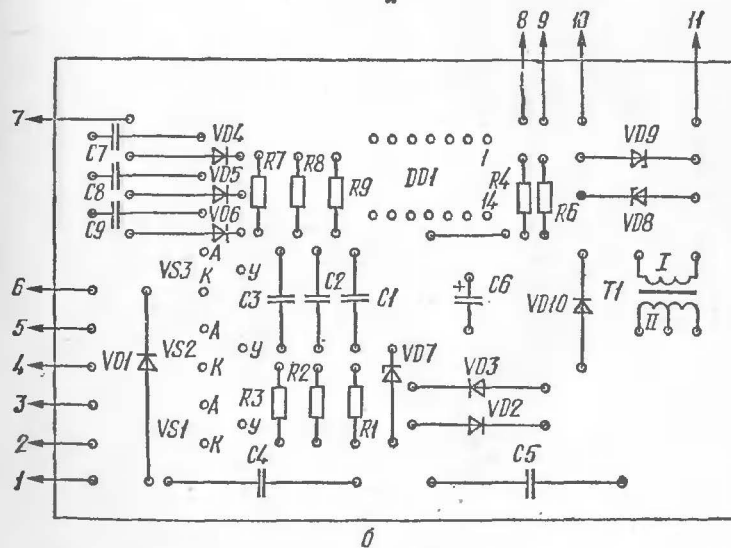 8 9 10 11
7
C7 VD4
C8 VD5
C9 VD6
R7 R8 R9
DD1
1
14
R4 R6
VD9
VD8
А
VS3 К У
6
5
4
3
2
1
VD1
VS2 А У
К
А
VS1 У
К
C3 C2 C1
C6
+
VD10
T1
I
II
R3 R2 R1
VD7
VD3
VD2
C4
C5
б